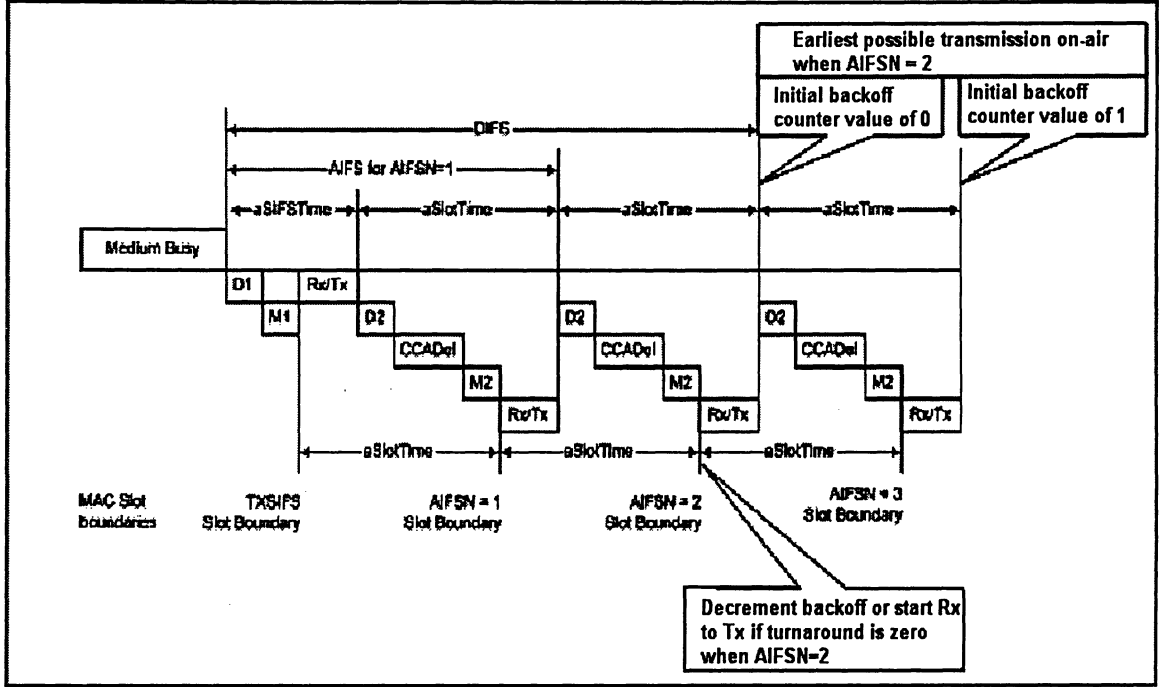 Earliest possible transmission on-air
when AIFSN = 2
Initial backoff
counter value of 0
Initial backoff
counter value of 1
DIFS
AIFS for AIFSN=1
aSIFSTime
aSlotTime
aSlotTime
aSlotTime
Medium Busy
D1
Rx/Tx
M1
D2
D2
D2
CCADel
CCADel
CCADel
M2
M2
M2
Rx/Tx
Rx/Tx
Rx/Tx
aSlotTime
aSlotTime
aSlotTime
MAC Slot
boundaries
TXSIFS
Slot Boundary
AIFSN = 1
Slot Boundary
AIFSN = 2
Slot Boundary
AIFSN = 3
Slot Boundary
Decrement backoff or start Rx
to Tx if turnaround is zero
when AIFSN=2